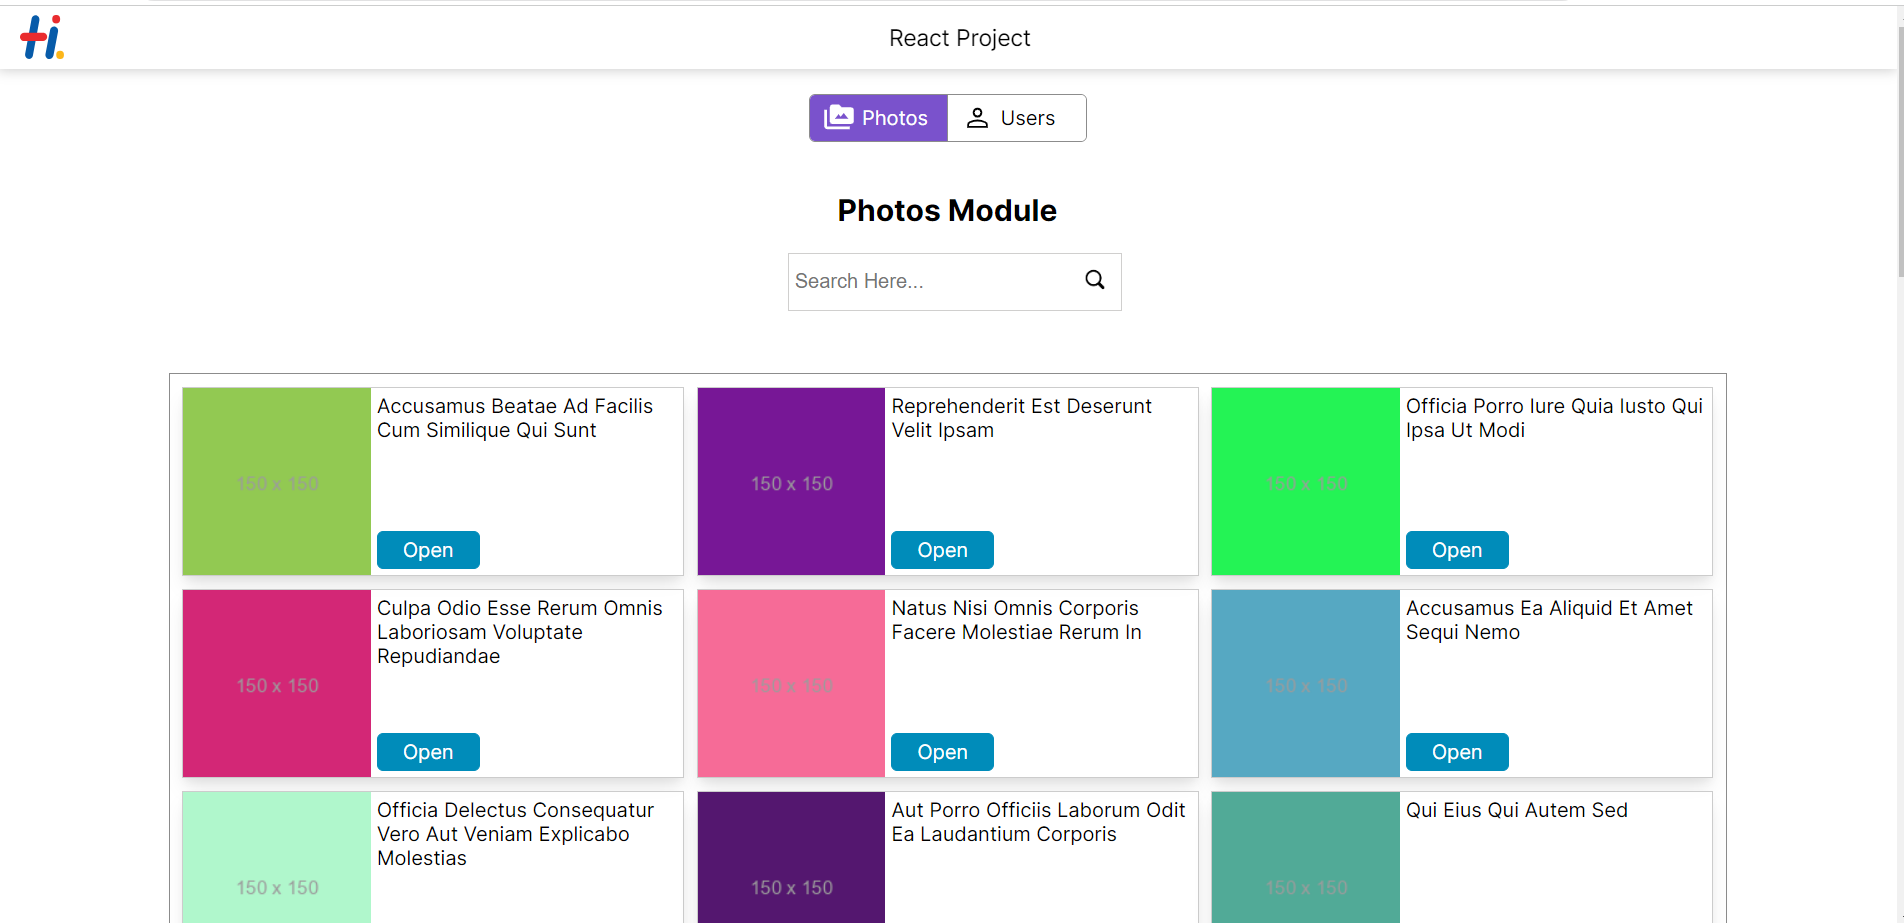 Hi.
React Project
Photos
Users
Photos Module
Search Here...
150 x 150
Accusamus Beatae Ad Facilis
Cum Similique Qui Sunt
Open
150 x 150
Reprehenderit Est Deserunt
Velit Ipsam
Open
150 x 150
Officia Porro Iure Quia Iusto Qui
Ipsa Ut Modi
Open
150 x 150
Culpa Odio Esse Rerum Omnis
Laboriosam Voluptate
Repudiandae
Open
150 x 150
Natus Nisi Omnis Corporis
Facere Molestiae Rerum In
Open
150 x 150
Accusamus Ea Aliquid Et Amet
Sequi Nemo
Open
150 x 150
Officia Delectus Consequatur
Vero Aut Veniam Explicabo
Molestias
150 x 150
Aut Porro Officiis Laborum Odit
Ea Laudantium Corporis
150 x 150
Qui Eius Qui Autem Sed